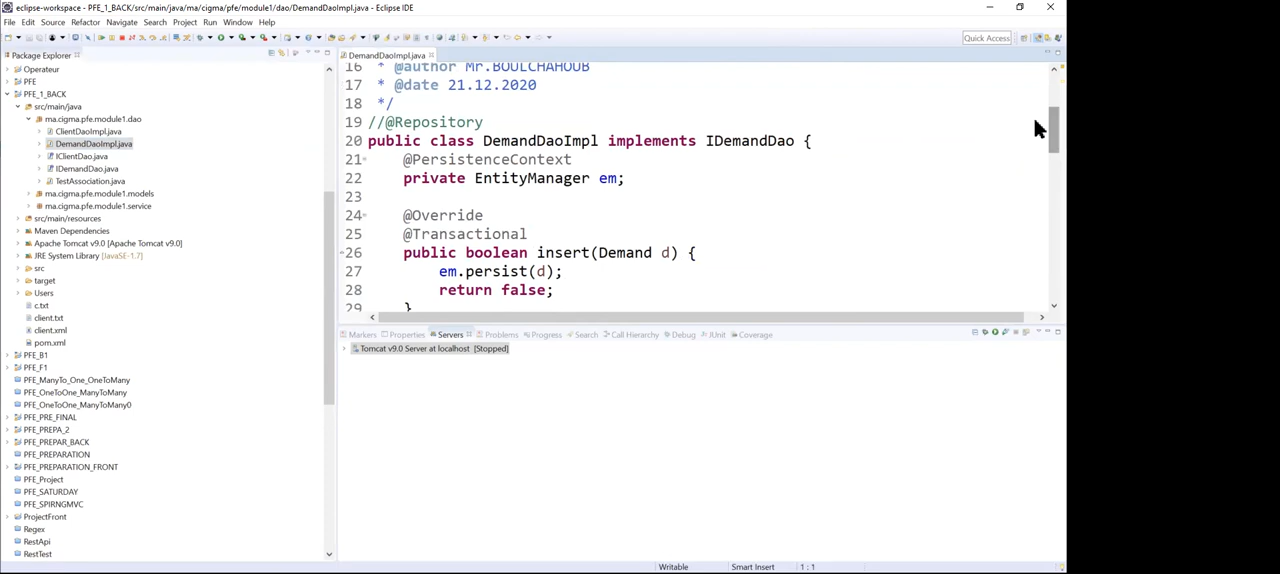 eclipse-workspace - PFE_1_BACK/src/main/java/ma/cigma/pfe/module1/dao/DemandDaoImpl.java - Eclipse IDE
File Edit Source Refactor Navigate Search Project Run Window Help
Quick Access
Package Explorer
Operateur
PFE
PFE_1_BACK
src/main/java
ma.cigma.pfe.module1.dao
ClientDaoImpl.java
DemandDaoImpl.java
IClientDao.java
IDemandDao.java
TestAssociation.java
ma.cigma.pfe.module1.models
ma.cigma.pfe.module1.service
src/main/resources
Maven Dependencies
Apache Tomcat v9.0 [Apache Tomcat v9.0]
JRE System Library [JavaSE-1.7]
src
target
Users
c.txt
client.txt
client.xml
pom.xml
PFE_B1
PFE_F1
PFE_ManyTo_One_OneToMany
PFE_OneToOne_ManyToMany
PFE_OneToOne_ManyToMany0
PFE_PRE_FINAL
PFE_PREPA_2
PFE_PREPAR_BACK
PFE_PREPARATION
PFE_PREPARATION_FRONT
PFE_Project
PFE_SATURDAY
PFE_SPIRNGMVC
ProjectFront
Regex
RestApi
RestTest
DemandDaoImpl.java
16 * @author Mr.BOULCHAHOUB
17 * @date 21.12.2020
18 */
19 //@Repository
20 public class DemandDaoImpl implements IDemandDao {
21 @PersistenceContext
22 private EntityManager em;
23
24 @Override
25 @Transactional
26 public boolean insert(Demand d) {
27 em.persist(d);
28 return false;
29 }
Markers Properties Servers Problems Progress Search Call Hierarchy Debug JUnit Coverage
Tomcat v9.0 Server at localhost [Stopped]
Writable Smart Insert 1 : 1